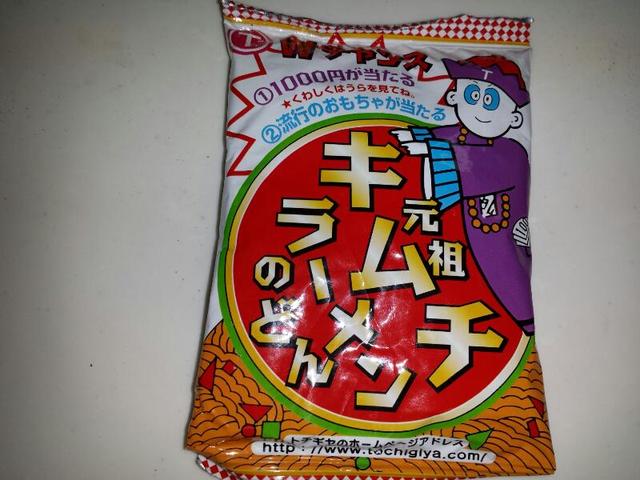 T
Wチャンス
①1000円が当たる
★くわしくはうらを見てね。
②流行のおもちゃが当たる
T
元祖
キムチ
ラーメン
のどん
トチギヤのホームページアドレス
http://www.tochigiya.com/